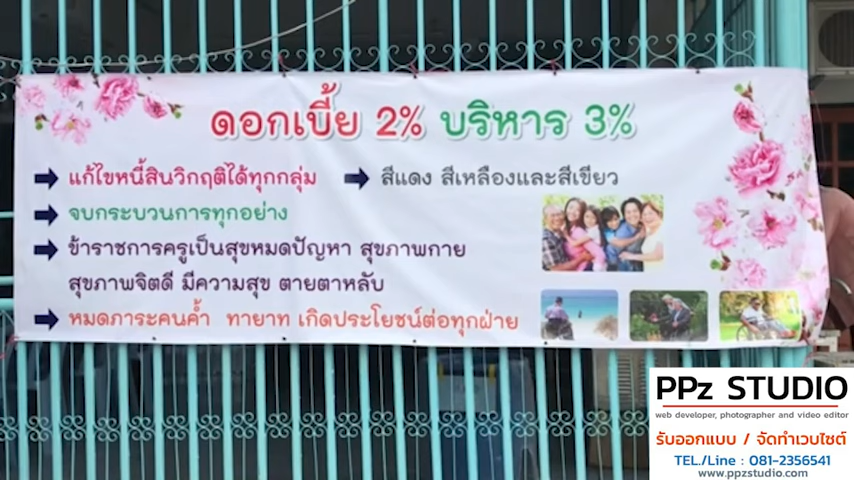 ดอกเบี้ย 2% บริหาร 3%
แก้ไขหนี้สินวิกฤติได้ทุกกลุ่ม สีแดง สีเหลืองและสีเขียว
จบกระบวนการทุกอย่าง
ข้าราชการครูเป็นสุขหมดปัญหา สุขภาพกาย
สุขภาพจิตดี มีความสุข ตายตาหลับ
หมดภาระคนค้ำ ทายาท เกิดประโยชน์ต่อทุกฝ่าย
PPz STUDIO
web developer, photographer and video editor
รับออกแบบ / จัดทำเวบไซต์
TEL./Line : 081-2356541
www.ppzstudio.com